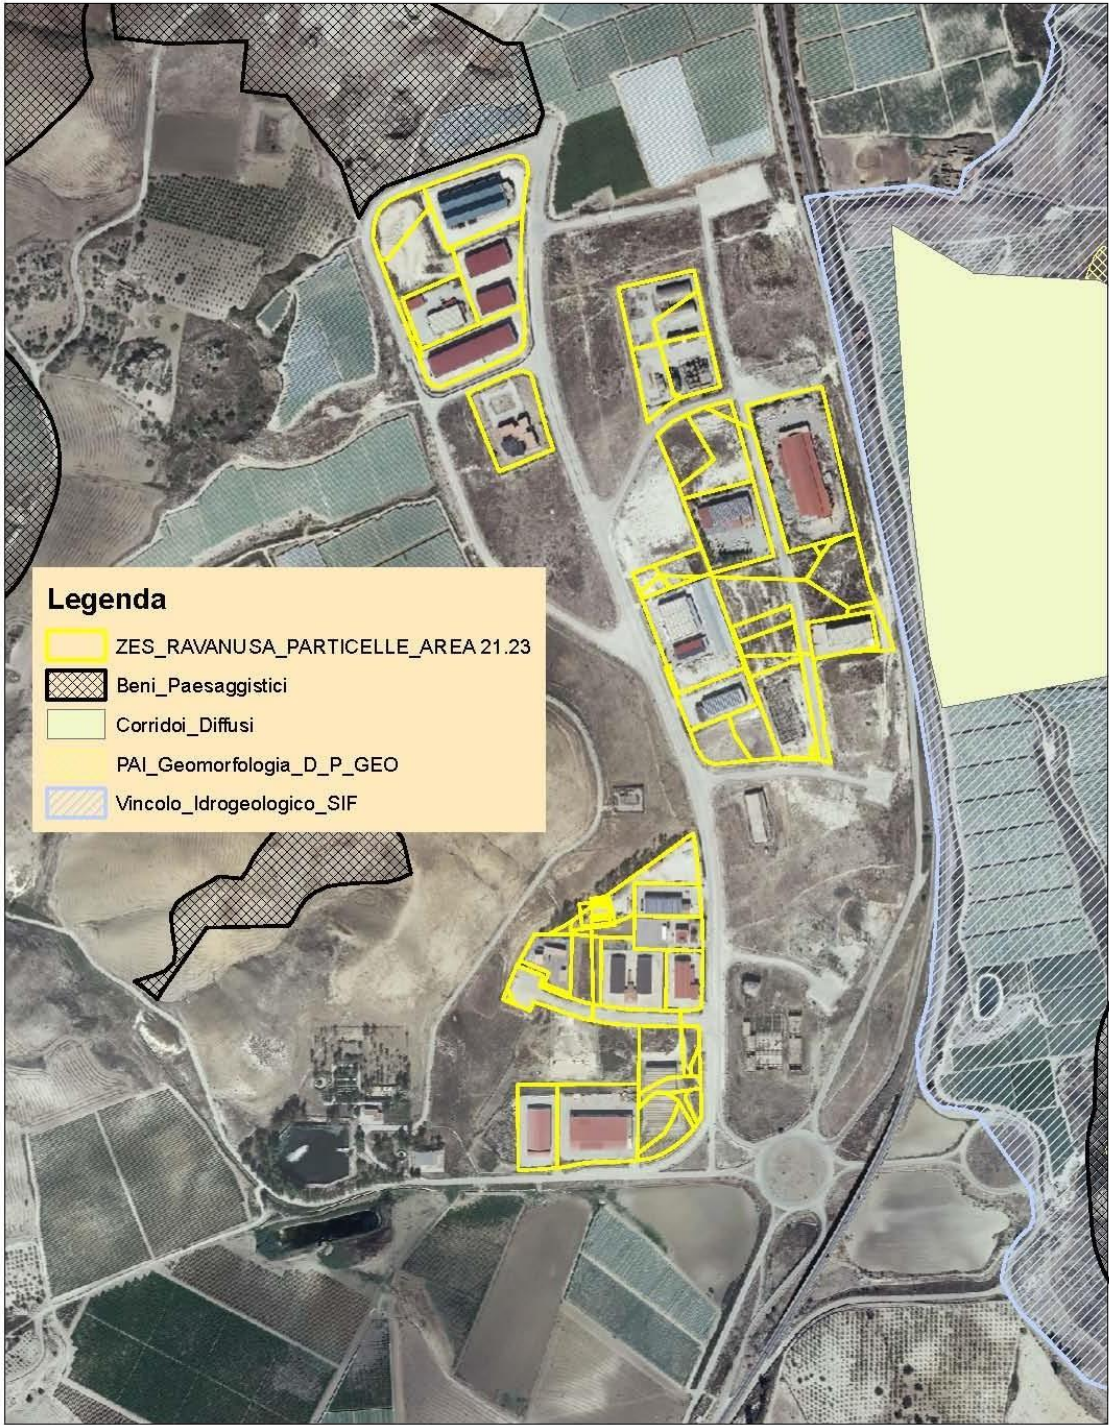 Legenda
ZES_RAVANUSA_PARTICELLE_AREA 21.23
Beni_Paesaggistici
Corridoi_Diffusi
PAI_Geomorfologia_D_P_GEO
Vincolo_Idrogeologico_SIF